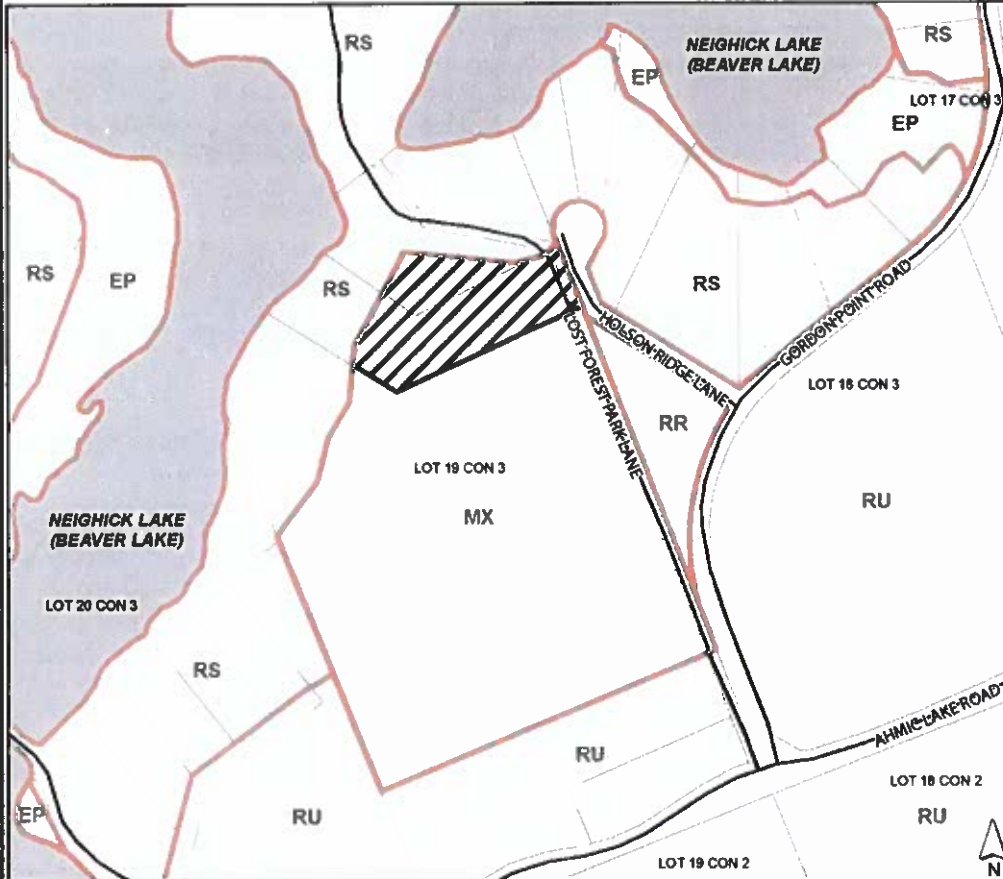 RS
NEIGHICK LAKE
(BEAVER LAKE)
RS
EP
LOT 17 CON 3
EP
RS
EP
RS
RS
HOLSON RIDGE LANE
GORDON POINT ROAD
LOST FOREST PARK LANE
LOT 18 CON 3
RR
LOT 19 CON 3
MX
RU
NEIGHICK LAKE
(BEAVER LAKE)
LOT 20 CON 3
RS
AHMIC LAKE ROAD
RU
LOT 18 CON 2
RU
EP
RU
LOT 19 CON 2
N